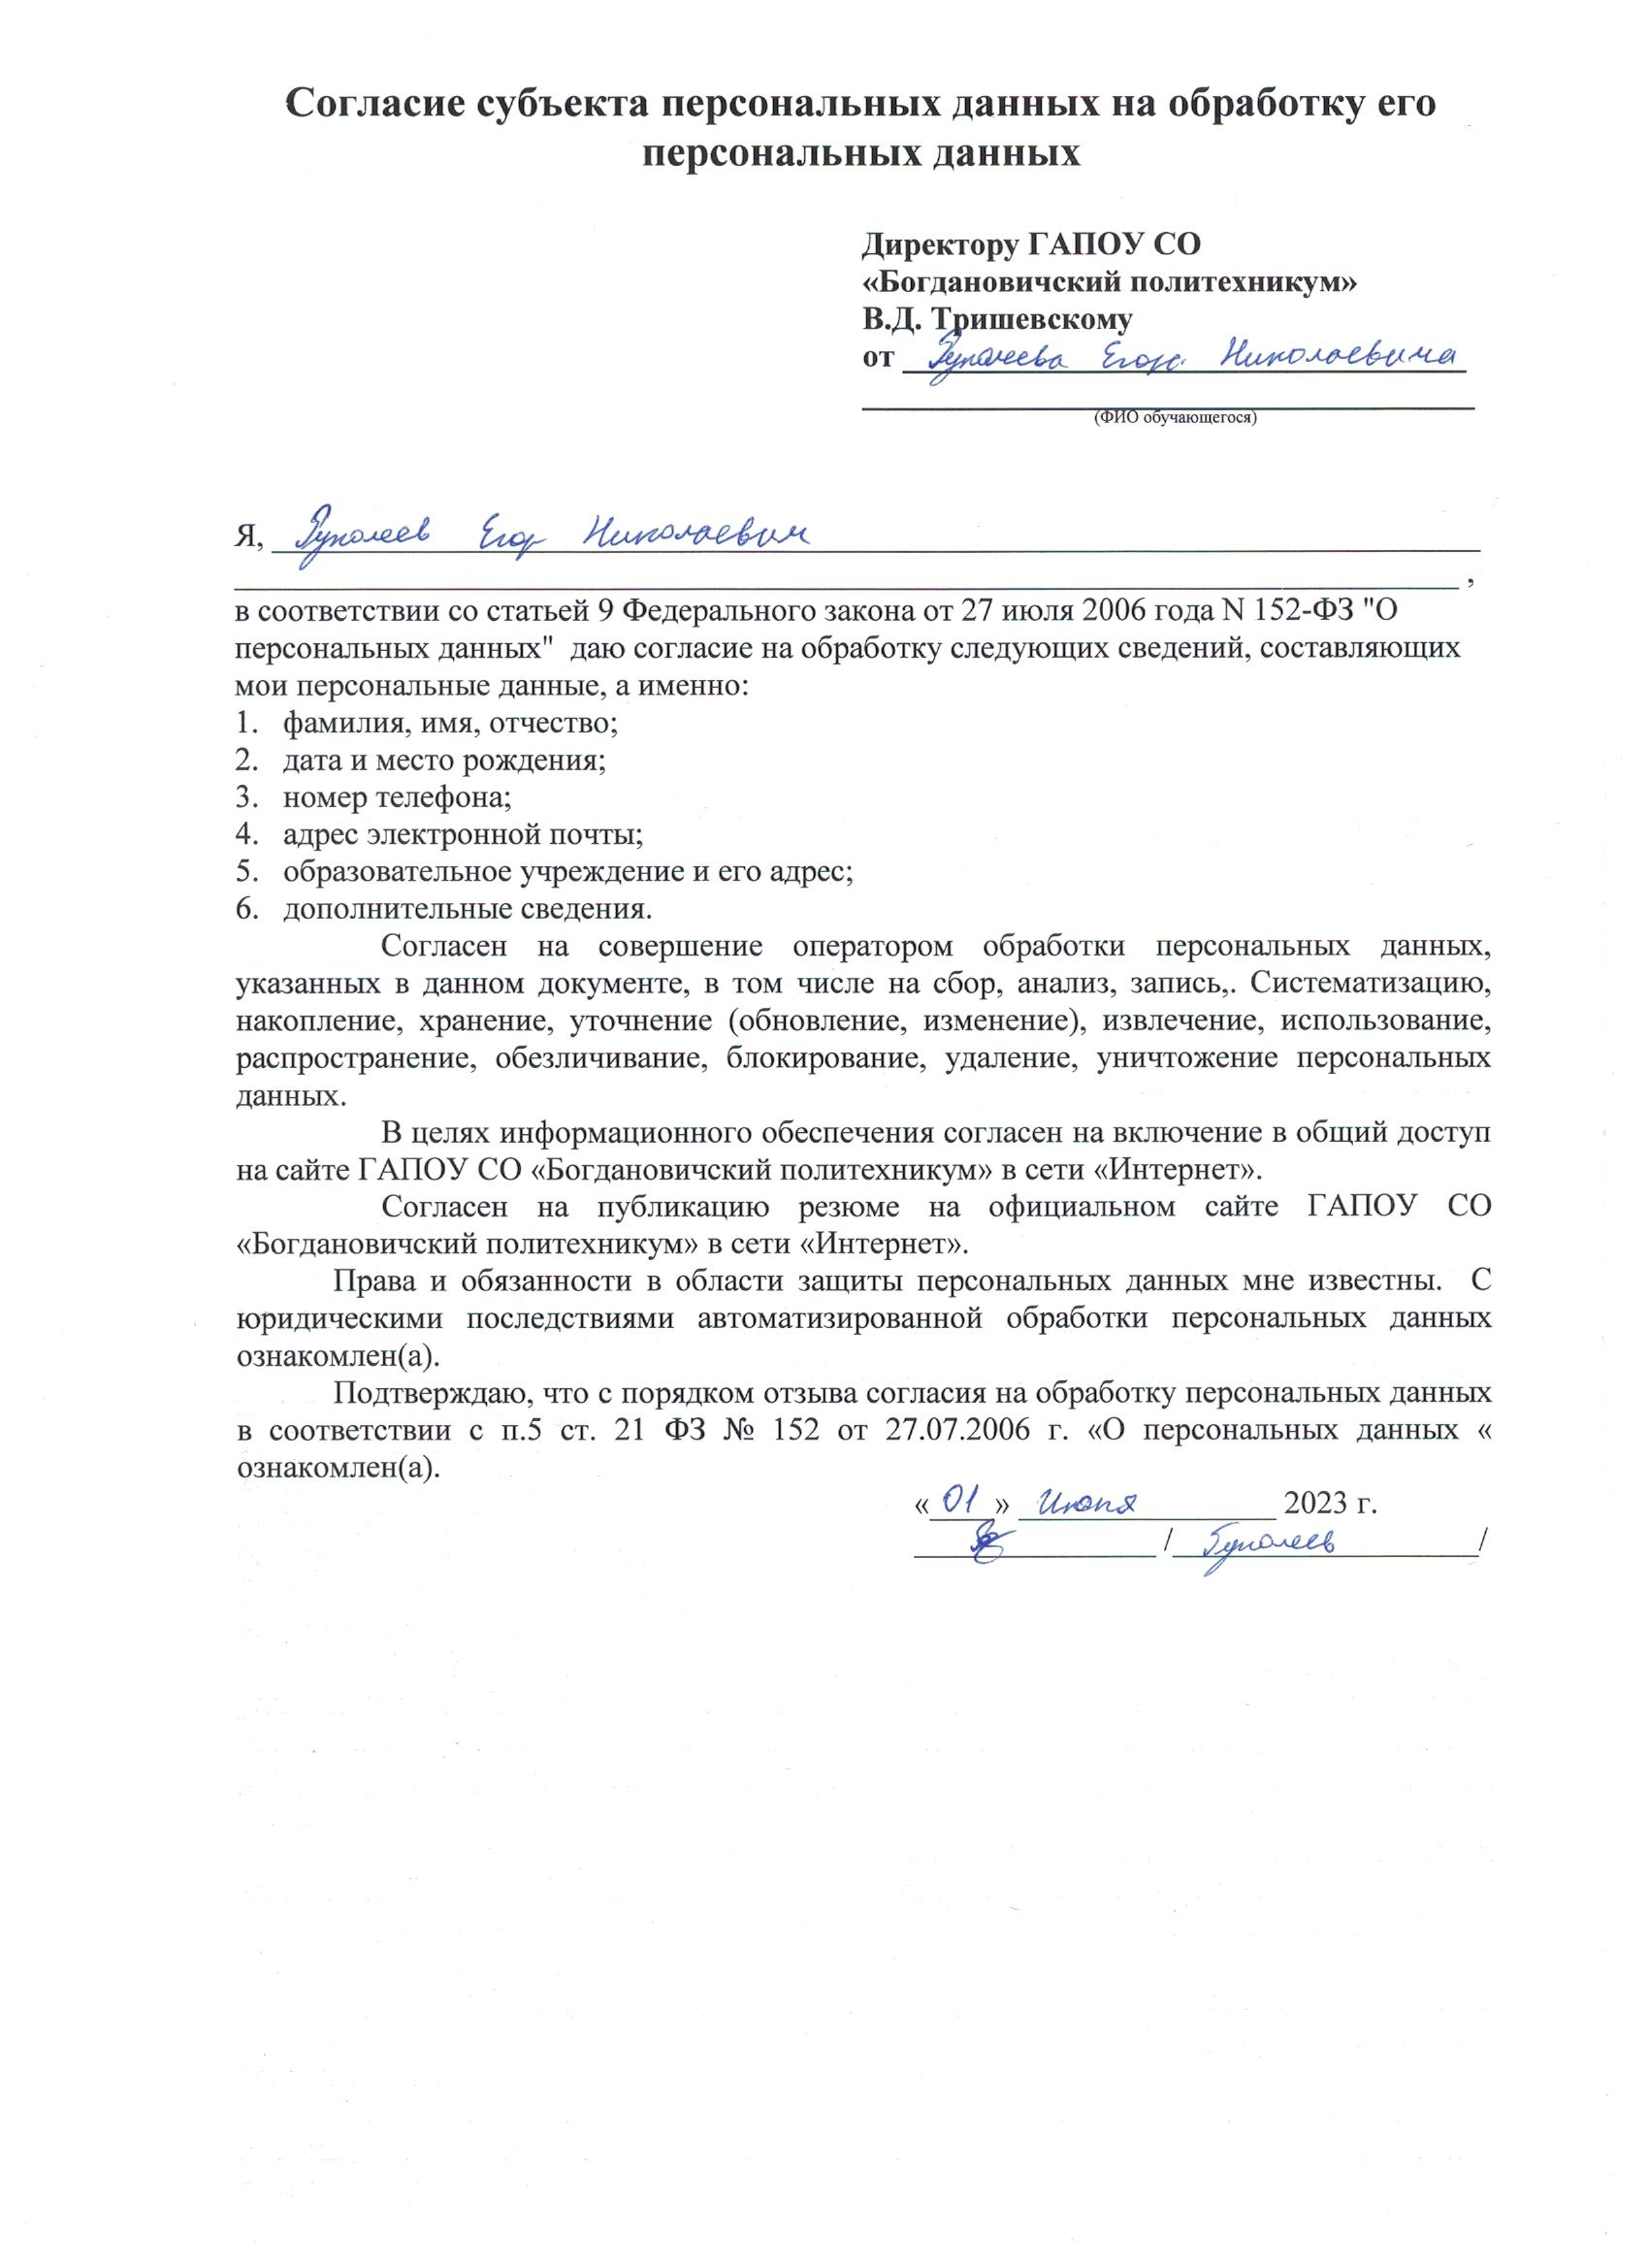 Согласие субъекта персональных данных на обработку его
персональных данных
Директору ГАПОУ СО
«Богдановичский политехникум»
В.Д. Тришевскому
от Егора Николаевича
(ФИО обучающегося)
Я, Егор Николаевич
,
в соответствии со статьей 9 Федерального закона от 27 июля 2006 года N 152-ФЗ "О
персональных данных" даю согласие на обработку следующих сведений, составляющих
мои персональные данные, а именно:
1. фамилия, имя, отчество;
2. дата и место рождения;
3. номер телефона;
4. адрес электронной почты;
5. образовательное учреждение и его адрес;
6. дополнительные сведения.
Согласен на совершение оператором обработки персональных данных,
указанных в данном документе, в том числе на сбор, анализ, запись,. Систематизацию,
накопление, хранение, уточнение (обновление, изменение), извлечение, использование,
распространение, обезличивание, блокирование, удаление, уничтожение персональных
данных.
В целях информационного обеспечения согласен на включение в общий доступ
на сайте ГАПОУ СО «Богдановичский политехникум» в сети «Интернет».
Согласен на публикацию резюме на официальном сайте ГАПОУ СО
«Богдановичский политехникум» в сети «Интернет».
Права и обязанности в области защиты персональных данных мне известны. С
юридическими последствиями автоматизированной обработки персональных данных
ознакомлен(а).
Подтверждаю, что с порядком отзыва согласия на обработку персональных данных
в соответствии с п.5 ст. 21 ФЗ № 152 от 27.07.2006 г. «О персональных данных «
ознакомлен(а).
«01» Июня 2023 г.
/ /